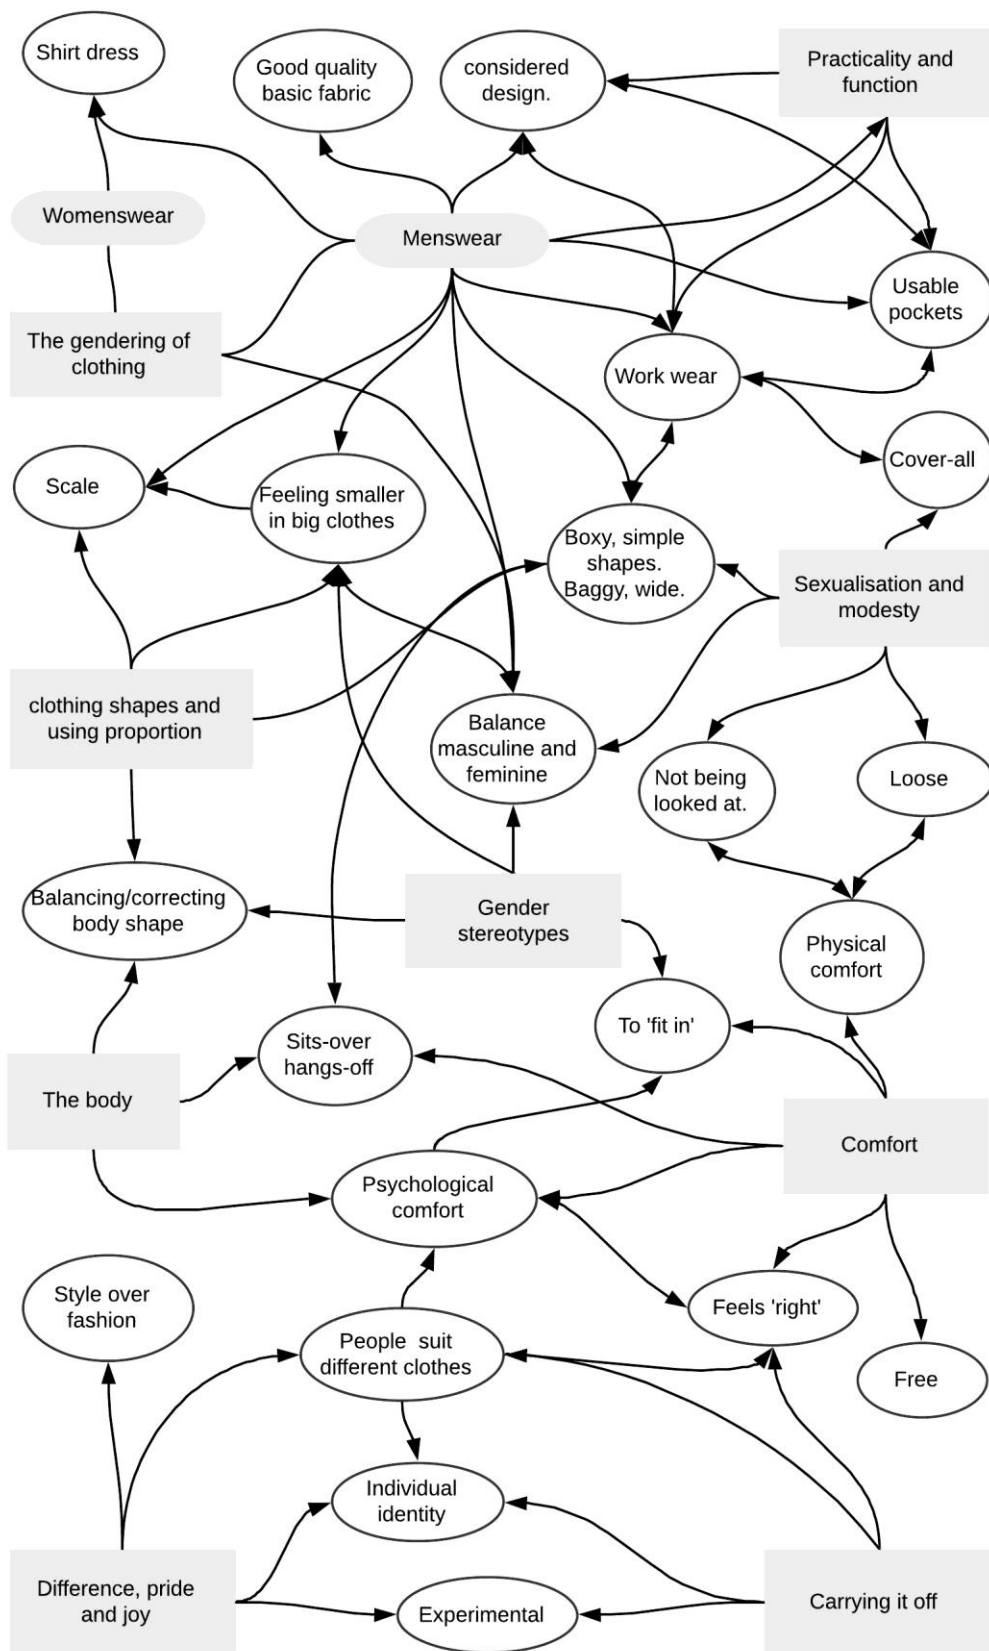 Shirt dress
Good quality
basic fabric
considered
design.
Practicality and
function
Womenswear
Menswear
Usable
pockets
The gendering of
clothing
Work wear
Cover-all
Scale
Feeling smaller
in big clothes
Boxy, simple
shapes.
Baggy, wide.
Sexualisation and
modesty
clothing shapes and
using proportion
Balance
masculine and
feminine
Not being
looked at.
Loose
Balancing/correcting
body shape
Gender
stereotypes
Physical
comfort
Sits-over
hangs-off
To 'fit in'
The body
Comfort
Psychological
comfort
Style over
fashion
People  suit
different clothes
Feels 'right'
Free
Individual
identity
Difference, pride
and joy
Experimental
Carrying it off